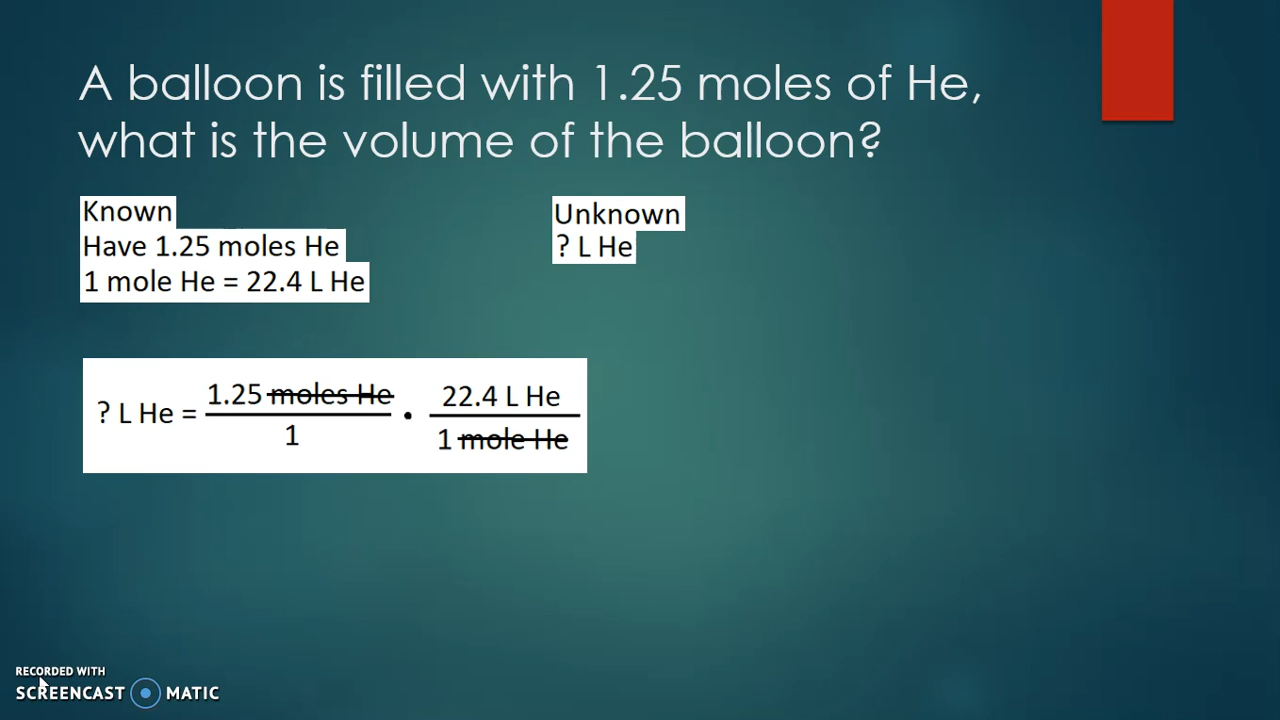 A balloon is filled with 1.25 moles of He,
what is the volume of the balloon?
Known
Have 1.25 moles He
1 mole He = 22.4 L He
Unknown
? L He
? L He = 1.25 moles He / 1 • 22.4 L He / 1 mole He
RECORDED WITH
SCREENCAST MATIC